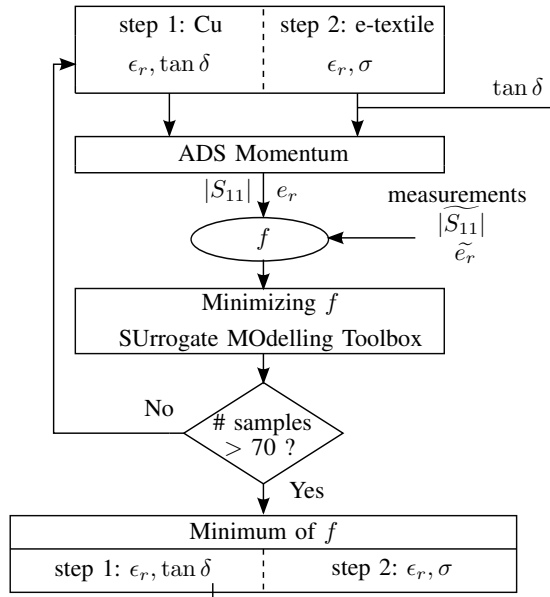 step 1: Cu step 2: e-textile
ϵr, tan δ ϵr, σ
tan δ
ADS Momentum
|S11| er
measurements
|S̃11|
ẽr
f
Minimizing f
SUrrogate MOdelling Toolbox
No
# samples
> 70 ?
Yes
Minimum of f
step 1: ϵr, tan δ step 2: ϵr, σ